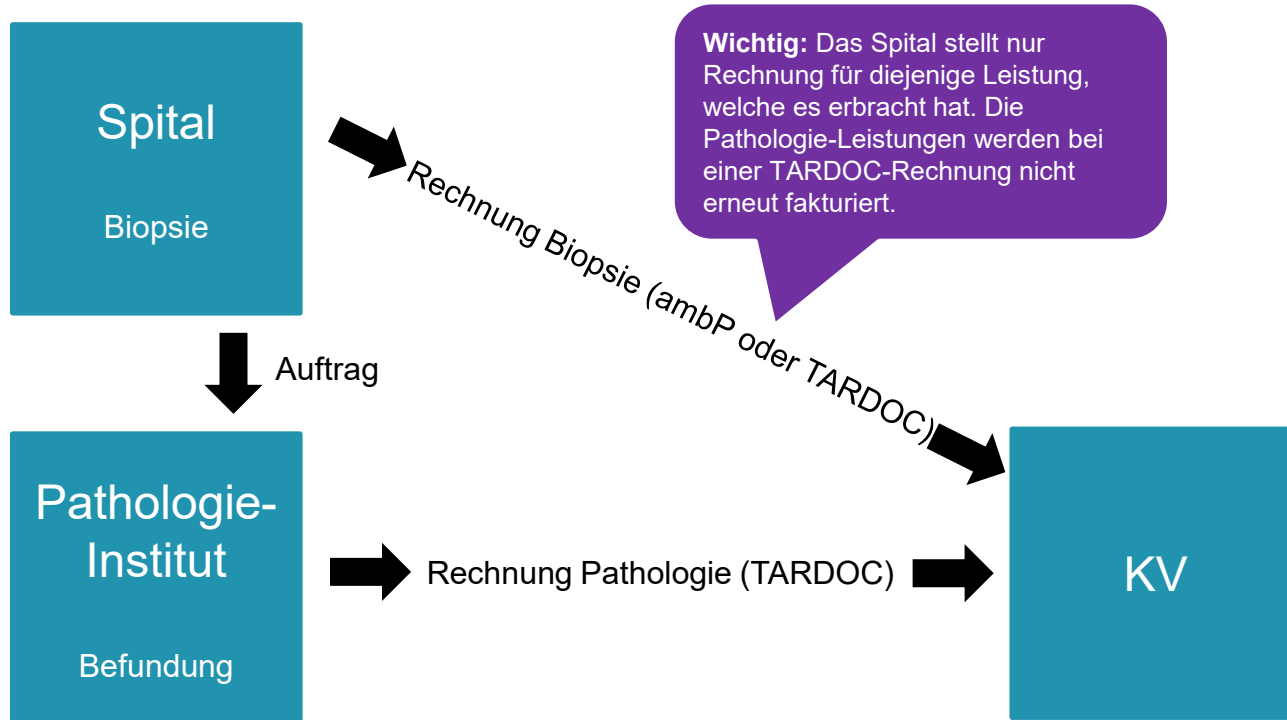 Spital
Biopsie
Wichtig: Das Spital stellt nur
Rechnung für diejenige Leistung,
welche es erbracht hat. Die
Pathologie-Leistungen werden bei
einer TARDOC-Rechnung nicht
erneut fakturiert.
Rechnung Biopsie (ambP oder TARDOC)
Auftrag
Pathologie-
Institut
Befundung
Rechnung Pathologie (TARDOC)
KV